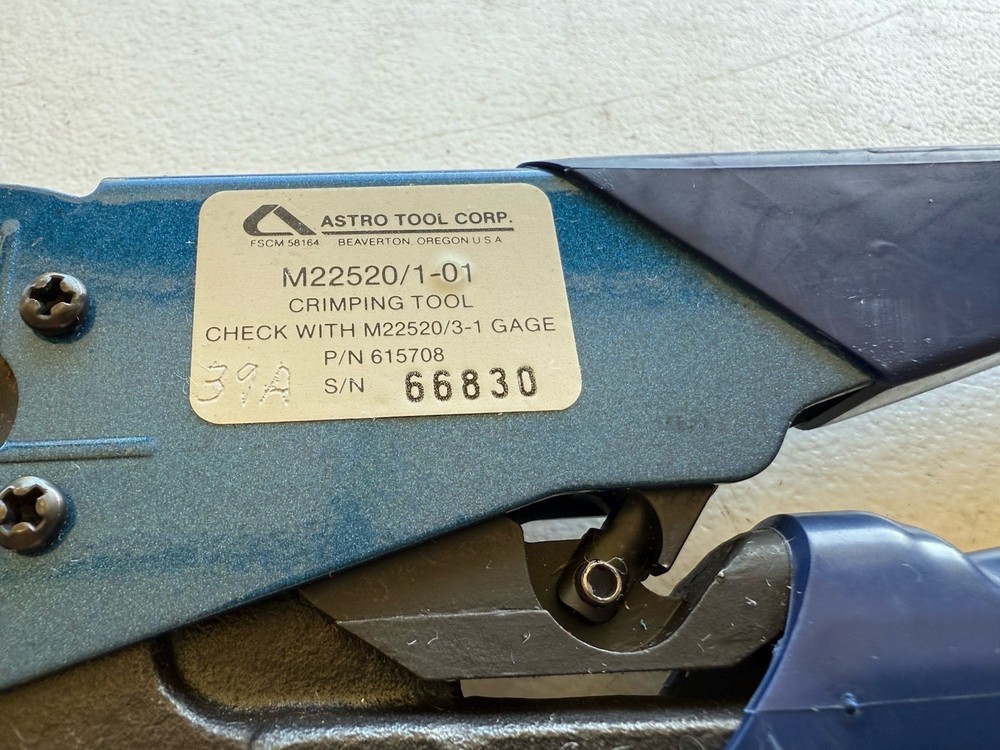 ASTRO TOOL CORP.
FSCM 58164 BEAVERTON. OREGON U S A
M22520/1-01
CRIMPING TOOL
CHECK WITH M22520/3-1 GAGE
P/N 615708
39A S/N 66830